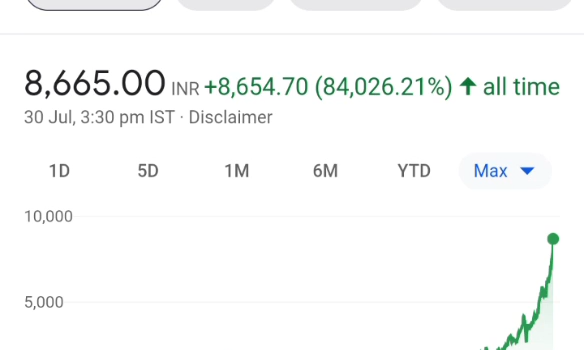 8,665.00 INR +8,654.70 (84,026.21%) ↑ all time
30 Jul, 3:30 pm IST · Disclaimer
1D 5D 1M 6M YTD Max
10,000
5,000